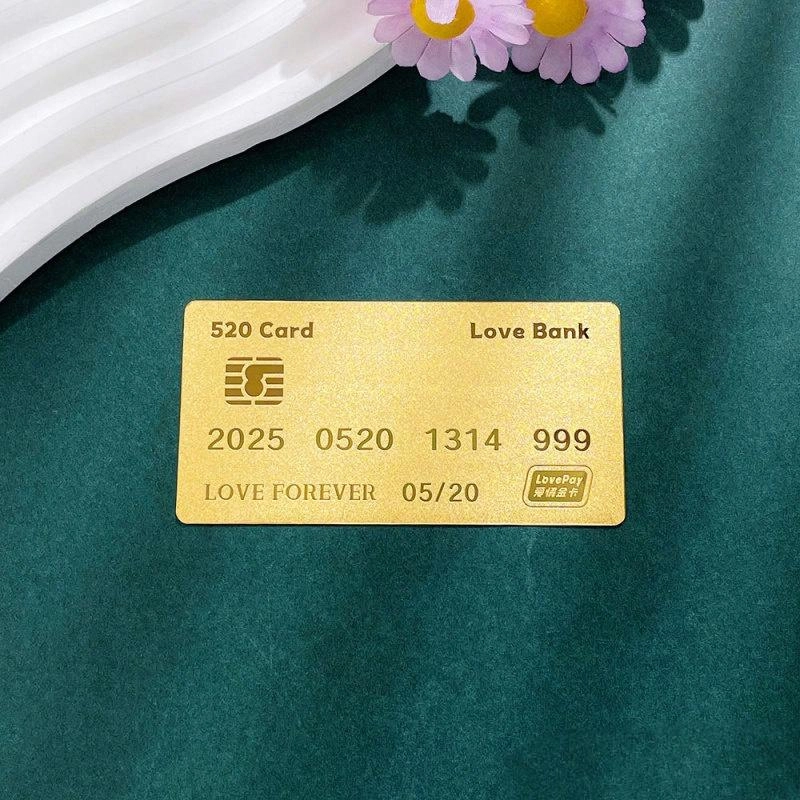 520 Card Love Bank
2025 0520 1314 999
LOVE FOREVER 05/20
LovePay
爱情金卡